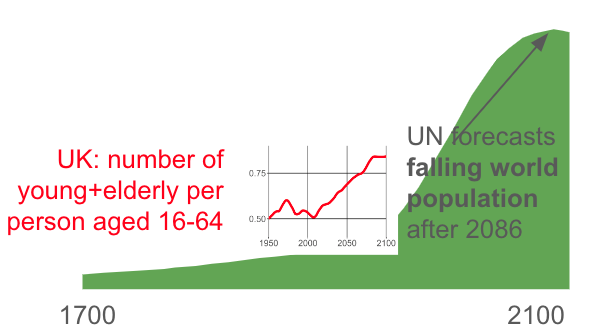 UN forecasts
falling world
population
after 2086
UK: number of
young+elderly per
person aged 16-64
0.75
0.50
1950 2000 2050 2100
1700 2100